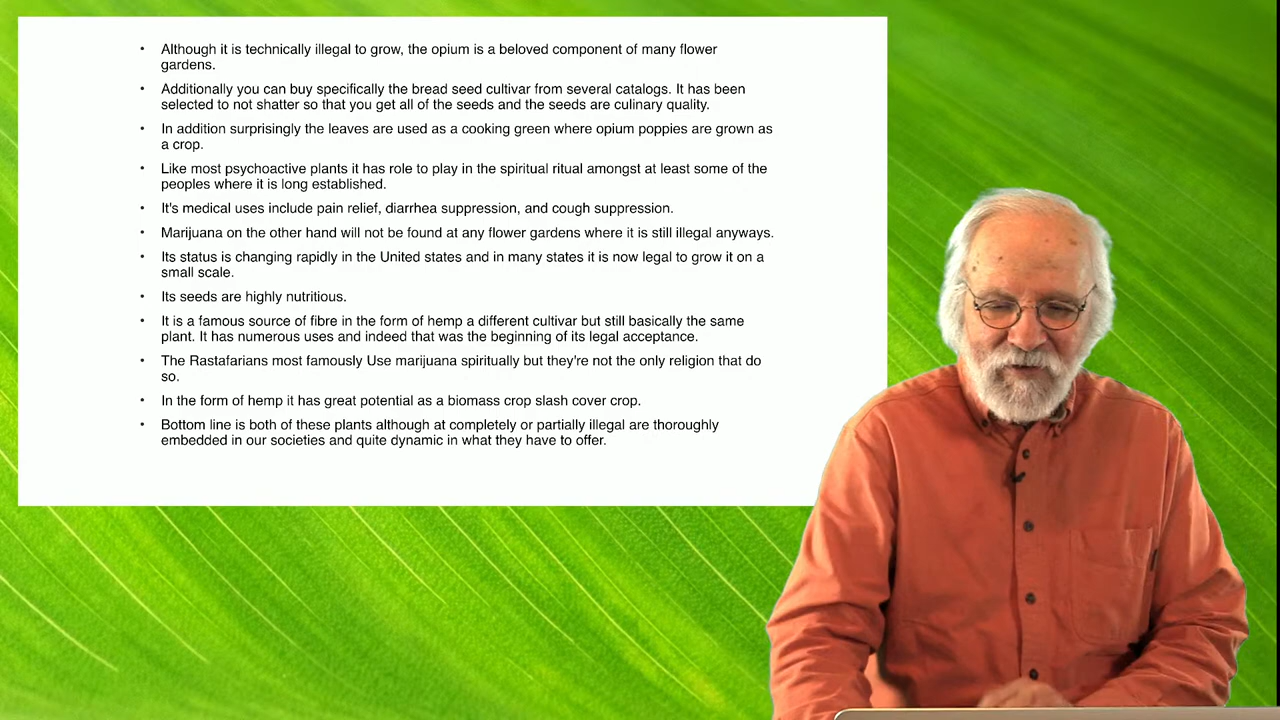 • Although it is technically illegal to grow, the opium is a beloved component of many flower
gardens.
• Additionally you can buy specifically the bread seed cultivar from several catalogs. It has been
selected to not shatter so that you get all of the seeds and the seeds are culinary quality.
• In addition surprisingly the leaves are used as a cooking green where opium poppies are grown as
a crop.
• Like most psychoactive plants it has role to play in the spiritual ritual amongst at least some of the
peoples where it is long established.
• It's medical uses include pain relief, diarrhea suppression, and cough suppression.
• Marijuana on the other hand will not be found at any flower gardens where it is still illegal anyways.
• Its status is changing rapidly in the United states and in many states it is now legal to grow it on a
small scale.
• Its seeds are highly nutritious.
• It is a famous source of fibre in the form of hemp a different cultivar but still basically the same
plant. It has numerous uses and indeed that was the beginning of its legal acceptance.
• The Rastafarians most famously Use marijuana spiritually but they're not the only religion that do
so.
• In the form of hemp it has great potential as a biomass crop slash cover crop.
• Bottom line is both of these plants although at completely or partially illegal are thoroughly
embedded in our societies and quite dynamic in what they have to offer.